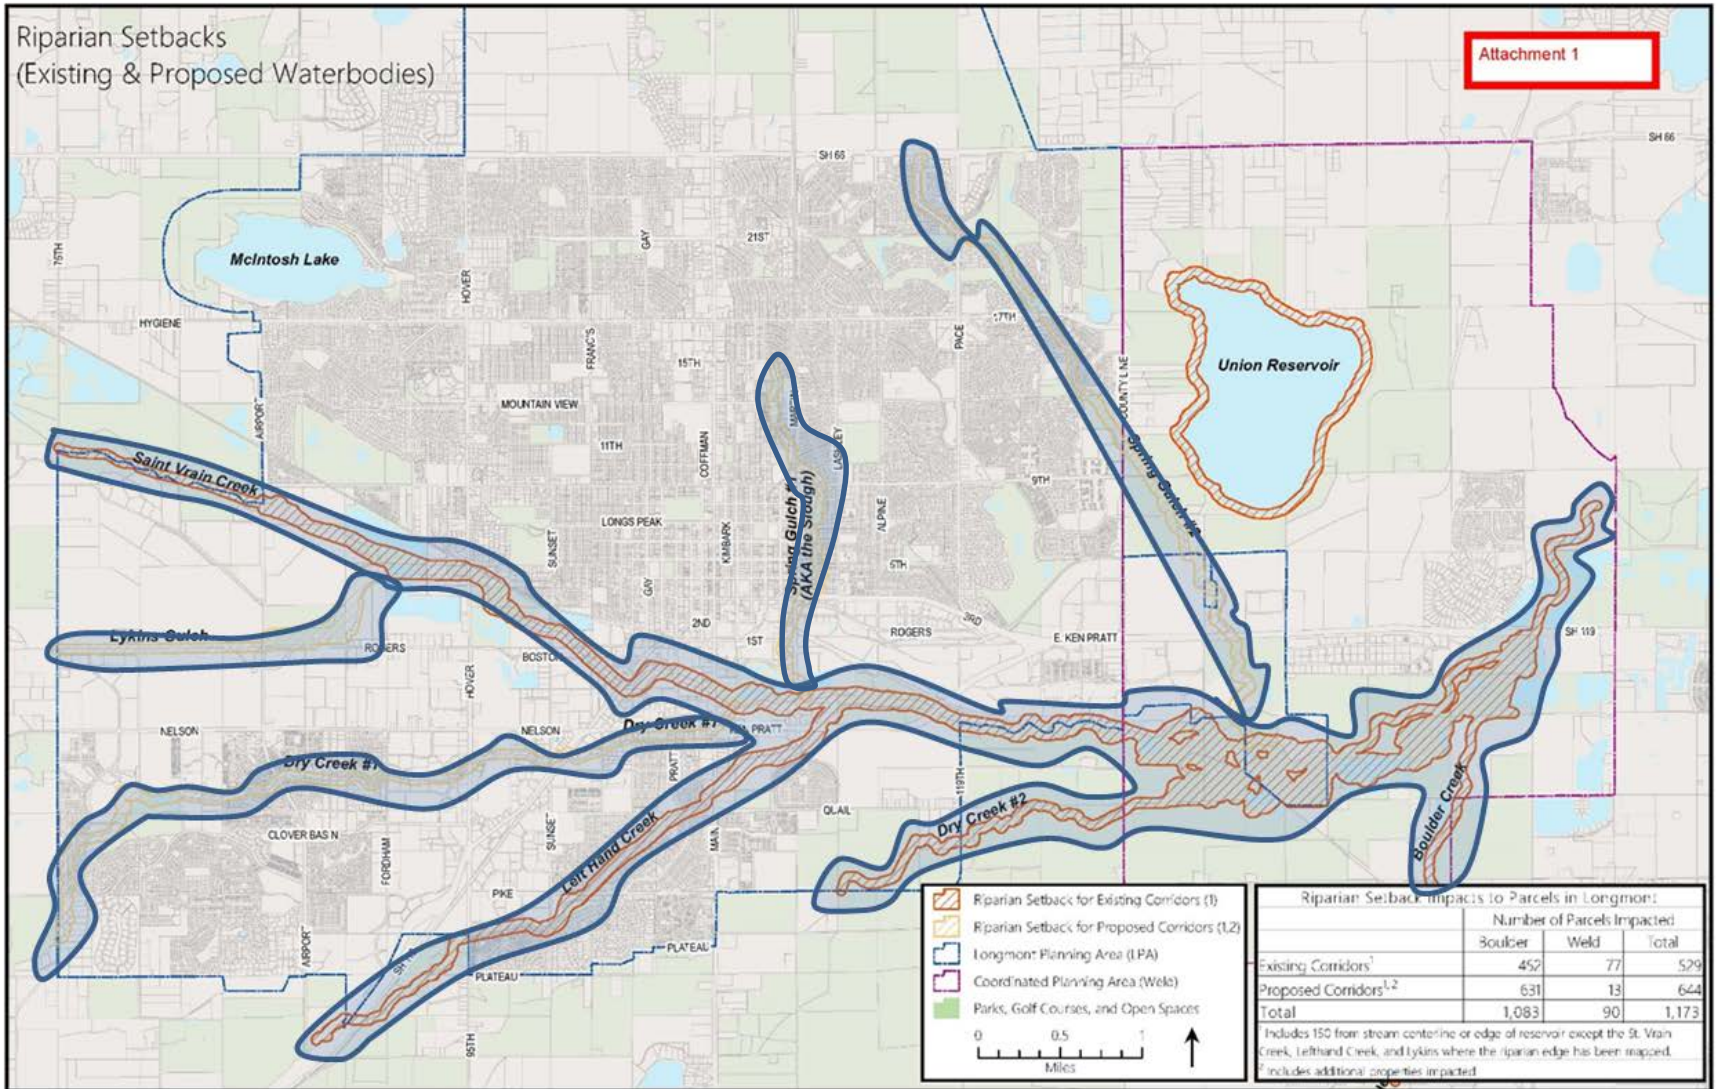 Riparian Setbacks
(Existing & Proposed Waterbodies)
Attachment 1
SH 66
SH 66
McIntosh Lake
75TH
GAY
21ST
HOVER
HYGIENE
17TH
PACE
FRANCIS
15TH
COUNTY LINE
Union Reservoir
MOUNTAIN VIEW
AIRPORT
MARTIN
11TH
COFFMAN
LASHLEY
Saint Vrain Creek
9TH
Spring Gulch #2
LONGS PEAK
ALPINE
KIMBARK
SUNSET
Spring Gulch #1
(AKA the Slough)
5TH
GAY
2ND
3RD
1ST
ROGERS
E. KEN PRATT
SH 119
Lykins Gulch
ROGERS
BOSTON
HOVER
NELSON
NELSON
Dry Creek #1
KEN PRATT
Dry Creek #1
PRATT
119TH
QUAIL
Dry Creek #2
Boulder Creek
CLOVER BASIN
FORDHAM
SUNSET
MAIN
Left Hand Creek
PIKE
AIRPORT
PLATEAU
PLATEAU
95TH
Riparian Setback for Existing Corridors (1)
Riparian Setback for Proposed Corridors (1,2)
Longmont Planning Area (LPA)
Coordinated Planning Area (Weld)
Parks, Golf Courses, and Open Spaces
0 0.5 1
Miles
Riparian Setback Impacts to Parcels in Longmont
Number of Parcels Impacted
Boulder Weld Total
Existing Corridors¹ 452 77 529
Proposed Corridors¹,² 631 13 644
Total 1,083 90 1,173
¹ Includes 150 from stream centerline or edge of reservoir except the St. Vrain
Creek, Lefthand Creek, and Lykins where the riparian edge has been mapped.
² Includes additional properties impacted